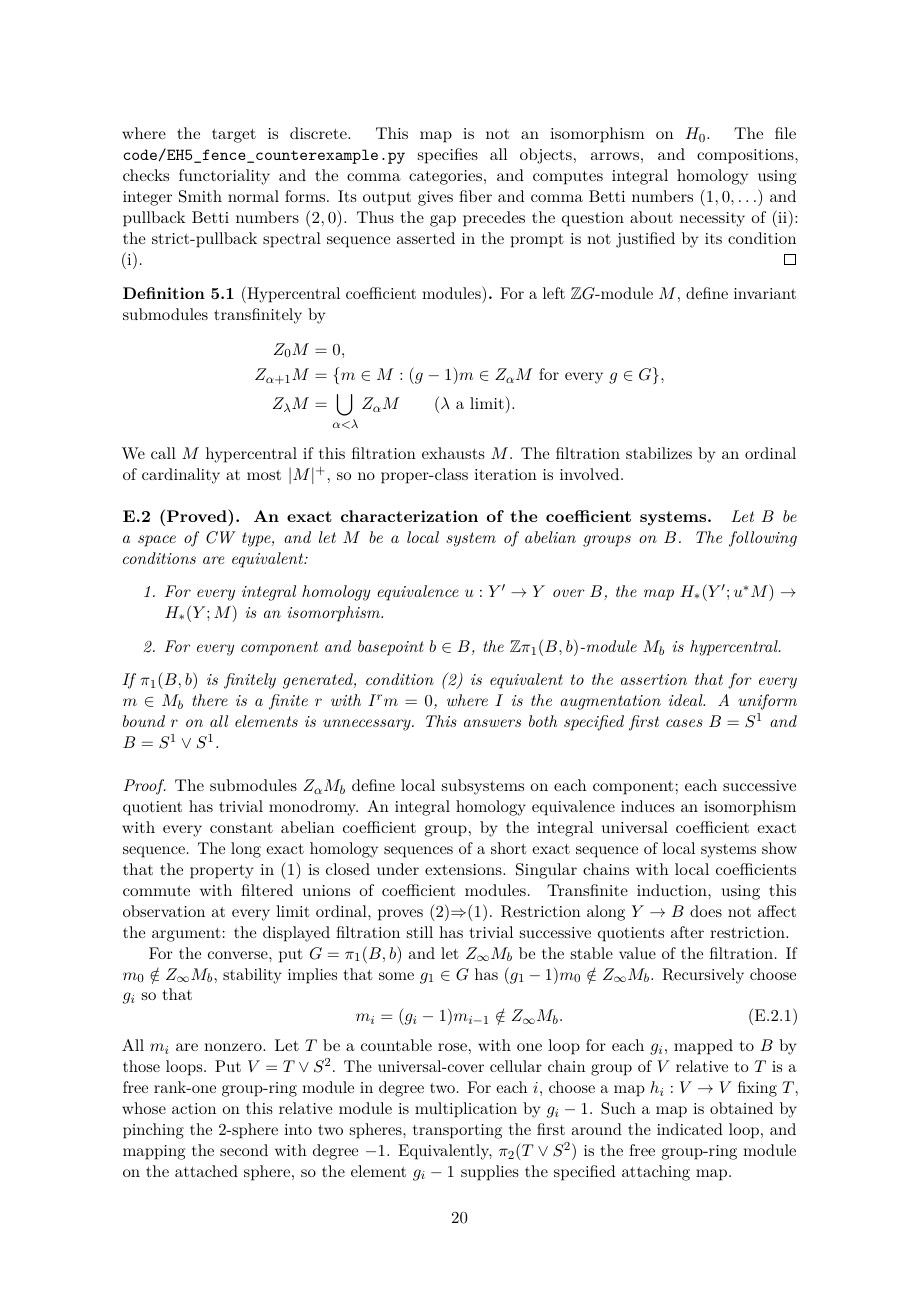 where the target is discrete. This map is not an isomorphism on H₀. The file
code/EH5_fence_counterexample.py specifies all objects, arrows, and compositions,
checks functoriality and the comma categories, and computes integral homology using
integer Smith normal forms. Its output gives fiber and comma Betti numbers (1, 0, . . .) and
pullback Betti numbers (2, 0). Thus the gap precedes the question about necessity of (ii):
the strict-pullback spectral sequence asserted in the prompt is not justified by its condition
(i). □
Definition 5.1 (Hypercentral coefficient modules). For a left ℤG-module M, define invariant
submodules transfinitely by
Z₀M = 0,
Zα+1M = {m ∈ M : (g − 1)m ∈ ZαM for every g ∈ G},
ZλM = ⋃ ZαM (λ a limit).
α<λ
We call M hypercentral if this filtration exhausts M. The filtration stabilizes by an ordinal
of cardinality at most |M|⁺, so no proper-class iteration is involved.
E.2 (Proved). An exact characterization of the coefficient systems. Let B be
a space of CW type, and let M be a local system of abelian groups on B. The following
conditions are equivalent:
1. For every integral homology equivalence u : Y′ → Y over B, the map H∗(Y′; u*M) →
H∗(Y; M) is an isomorphism.
2. For every component and basepoint b ∈ B, the ℤπ₁(B, b)-module M_b is hypercentral.
If π₁(B, b) is finitely generated, condition (2) is equivalent to the assertion that for every
m ∈ M_b there is a finite r with Iʳm = 0, where I is the augmentation ideal. A uniform
bound r on all elements is unnecessary. This answers both specified first cases B = S¹ and
B = S¹ ∨ S¹.
Proof. The submodules ZαM_b define local subsystems on each component; each successive
quotient has trivial monodromy. An integral homology equivalence induces an isomorphism
with every constant abelian coefficient group, by the integral universal coefficient exact
sequence. The long exact homology sequences of a short exact sequence of local systems show
that the property in (1) is closed under extensions. Singular chains with local coefficients
commute with filtered unions of coefficient modules. Transfinite induction, using this
observation at every limit ordinal, proves (2)⇒(1). Restriction along Y → B does not affect
the argument: the displayed filtration still has trivial successive quotients after restriction.
For the converse, put G = π₁(B, b) and let Z∞M_b be the stable value of the filtration. If
m₀ ∉ Z∞M_b, stability implies that some g₁ ∈ G has (g₁ − 1)m₀ ∉ Z∞M_b. Recursively choose
gᵢ so that
mᵢ = (gᵢ − 1)mᵢ₋₁ ∉ Z∞M_b. (E.2.1)
All mᵢ are nonzero. Let T be a countable rose, with one loop for each gᵢ, mapped to B by
those loops. Put V = T ∨ S². The universal-cover cellular chain group of V relative to T is a
free rank-one group-ring module in degree two. For each i, choose a map hᵢ : V → V fixing T,
whose action on this relative module is multiplication by gᵢ − 1. Such a map is obtained by
pinching the 2-sphere into two spheres, transporting the first around the indicated loop, and
mapping the second with degree −1. Equivalently, π₂(T ∨ S²) is the free group-ring module
on the attached sphere, so the element gᵢ − 1 supplies the specified attaching map.
20